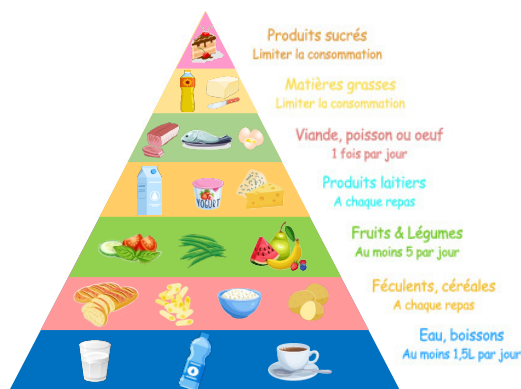 Produits sucrés
Limiter la consommation
Matières grasses
Limiter la consommation
Viande, poisson ou oeuf
1 fois par jour
Produits laitiers
A chaque repas
YOGURT
Fruits & Légumes
Au moins 5 par jour
Féculents, céréales
A chaque repas
Eau, boissons
Au moins 1,5L par jour